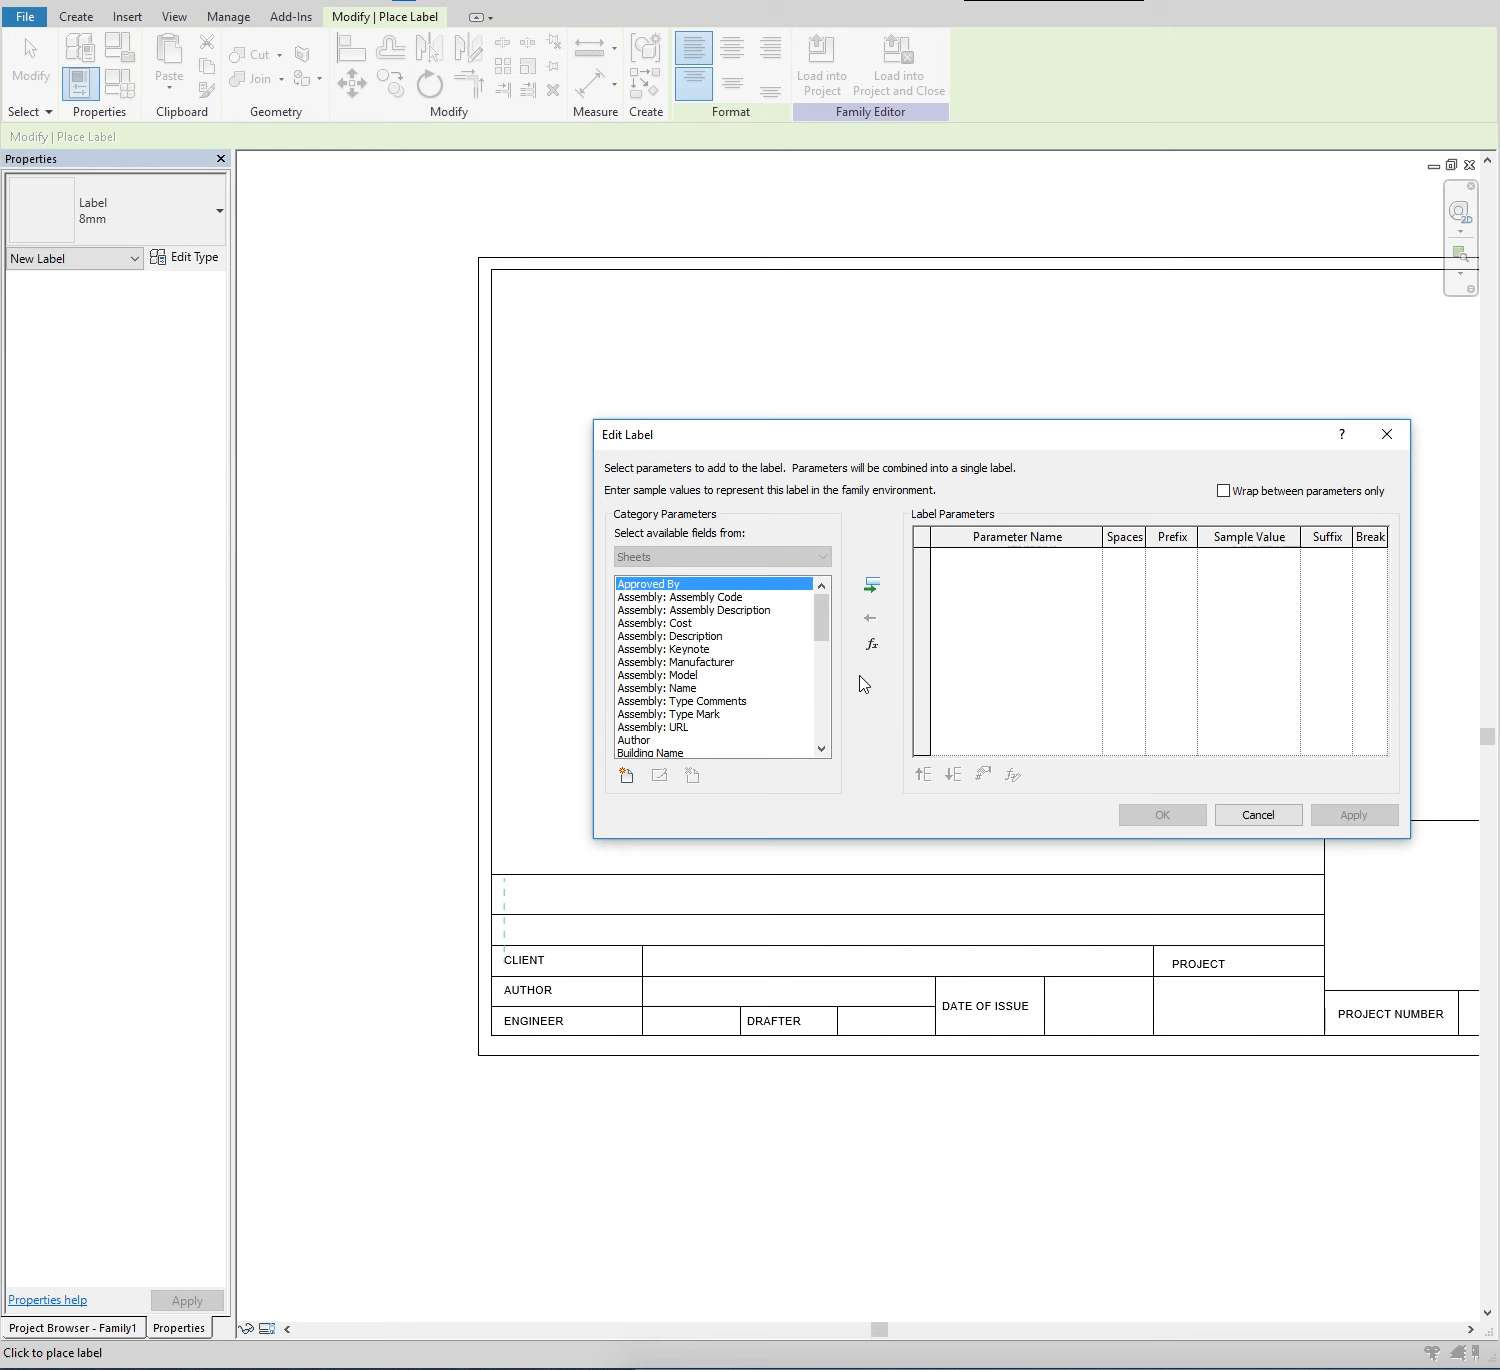 File Create Insert View Manage Add-Ins Modify | Place Label
Modify
Paste
Cut
Join
Load into Project
Load into Project and Close
Select Properties Clipboard Geometry Modify Measure Create Format Family Editor
Modify | Place Label
Properties
Label
8mm
New Label Edit Type
2D
Edit Label ?
Select parameters to add to the label. Parameters will be combined into a single label.
Enter sample values to represent this label in the family environment. Wrap between parameters only
Category Parameters Label Parameters
Select available fields from:
Parameter Name Spaces Prefix Sample Value Suffix Break
Sheets
Approved By
Assembly: Assembly Code
Assembly: Assembly Description
Assembly: Cost
Assembly: Description
Assembly: Keynote
Assembly: Manufacturer
Assembly: Model
Assembly: Name
Assembly: Type Comments
Assembly: Type Mark
Assembly: URL
Author
Building Name
fx
OK Cancel Apply
CLIENT PROJECT
AUTHOR
DATE OF ISSUE
PROJECT NUMBER
ENGINEER DRAFTER
Properties help Apply
Project Browser - Family1 Properties
Click to place label